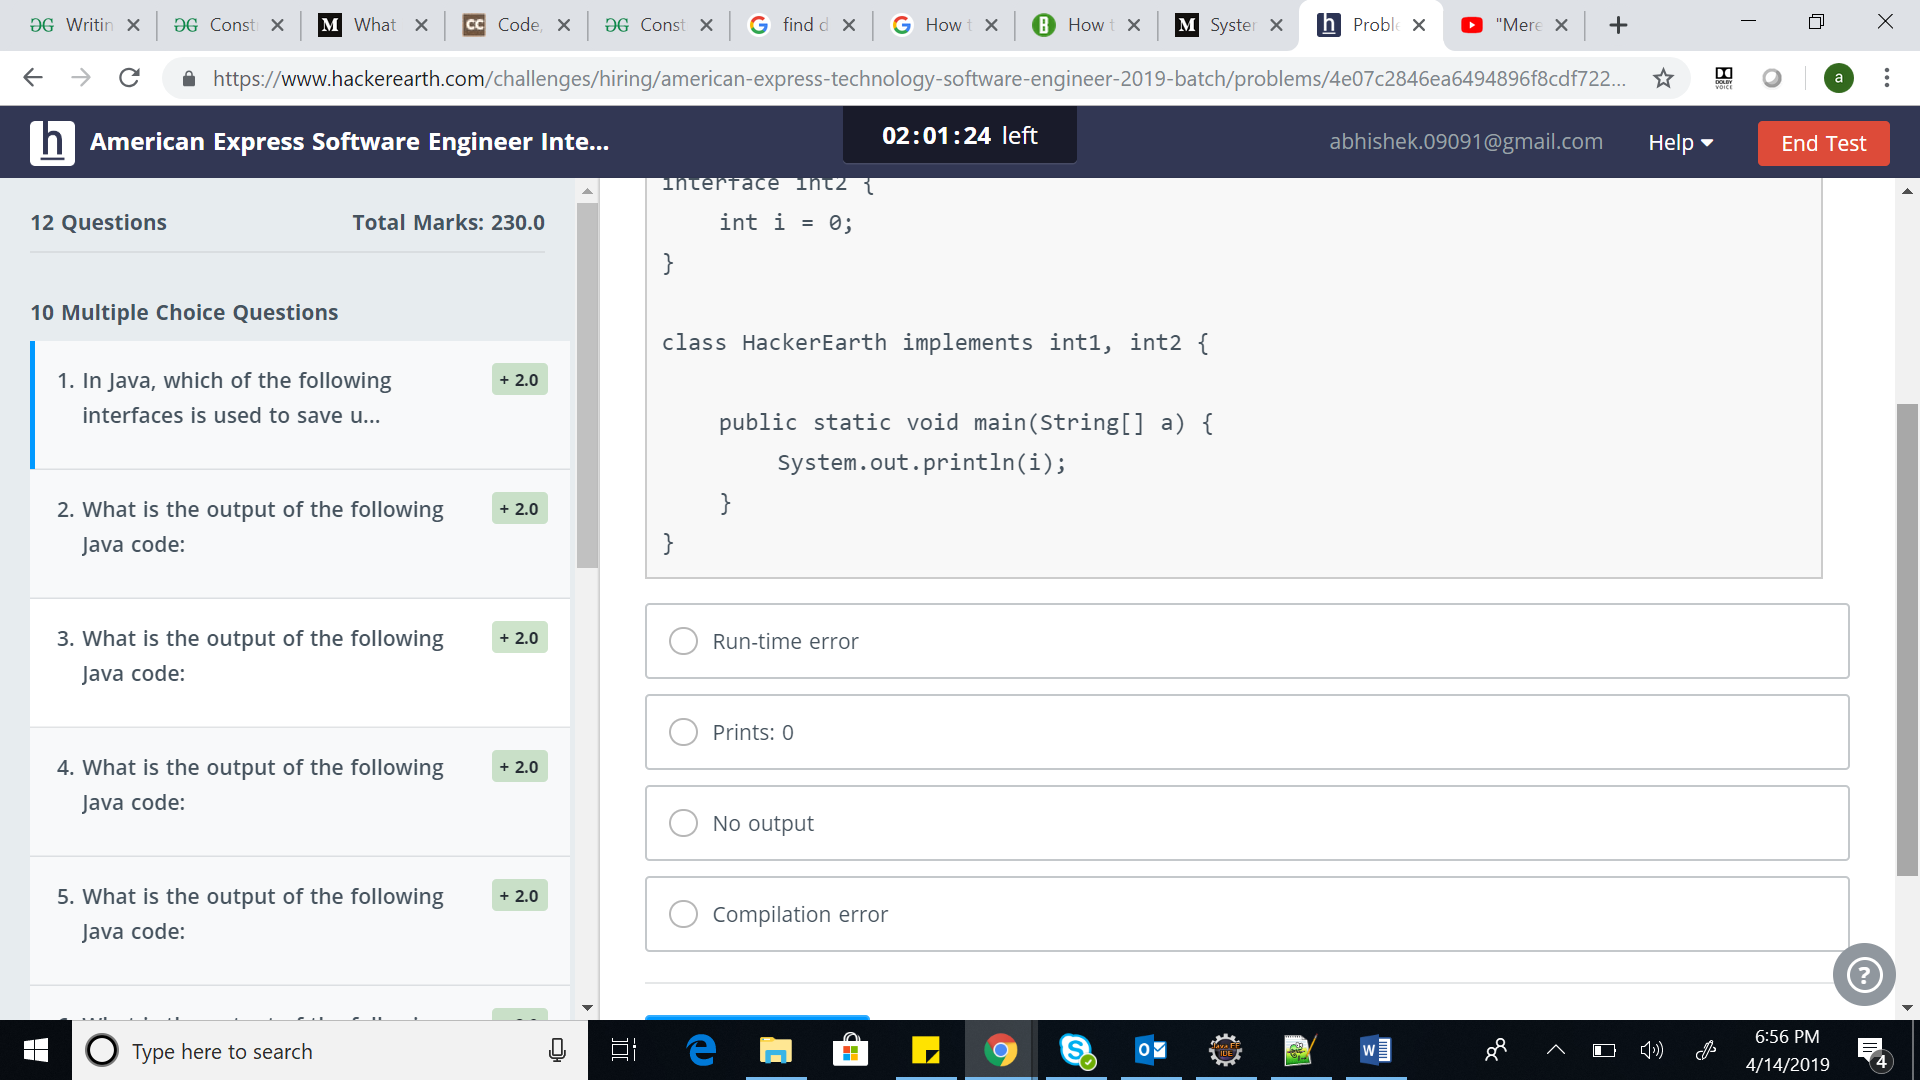 Writin
Const
What
Code,
Const
find d
How t
How t
System
Proble
"Mere
https://www.hackerearth.com/challenges/hiring/american-express-technology-software-engineer-2019-batch/problems/4e07c2846ea6494896f8cdf722...
a
h American Express Software Engineer Inte...
02:01:24 left
abhishek.09091@gmail.com
Help
End Test
12 Questions
Total Marks: 230.0
10 Multiple Choice Questions
1. In Java, which of the following
interfaces is used to save u...
+ 2.0
2. What is the output of the following
Java code:
+ 2.0
3. What is the output of the following
Java code:
+ 2.0
4. What is the output of the following
Java code:
+ 2.0
5. What is the output of the following
Java code:
+ 2.0
interface int2 {
int i = 0;
}
class HackerEarth implements int1, int2 {
public static void main(String[] a) {
System.out.println(i);
}
}
Run-time error
Prints: 0
No output
Compilation error
?
Type here to search
6:56 PM
4/14/2019
4